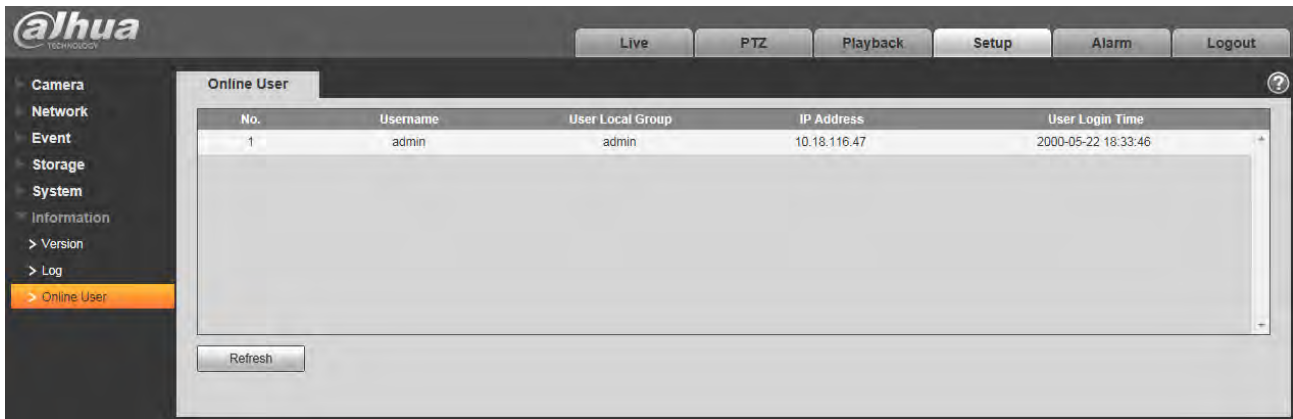 alhua
TECHNOLOGY
Live PTZ Playback Setup Alarm Logout
Camera
Network
Event
Storage
System
Information
> Version
> Log
> Online User
Online User
No. Username User Local Group IP Address User Login Time
1 admin admin 10.18.116.47 2000-05-22 18:33:46
Refresh